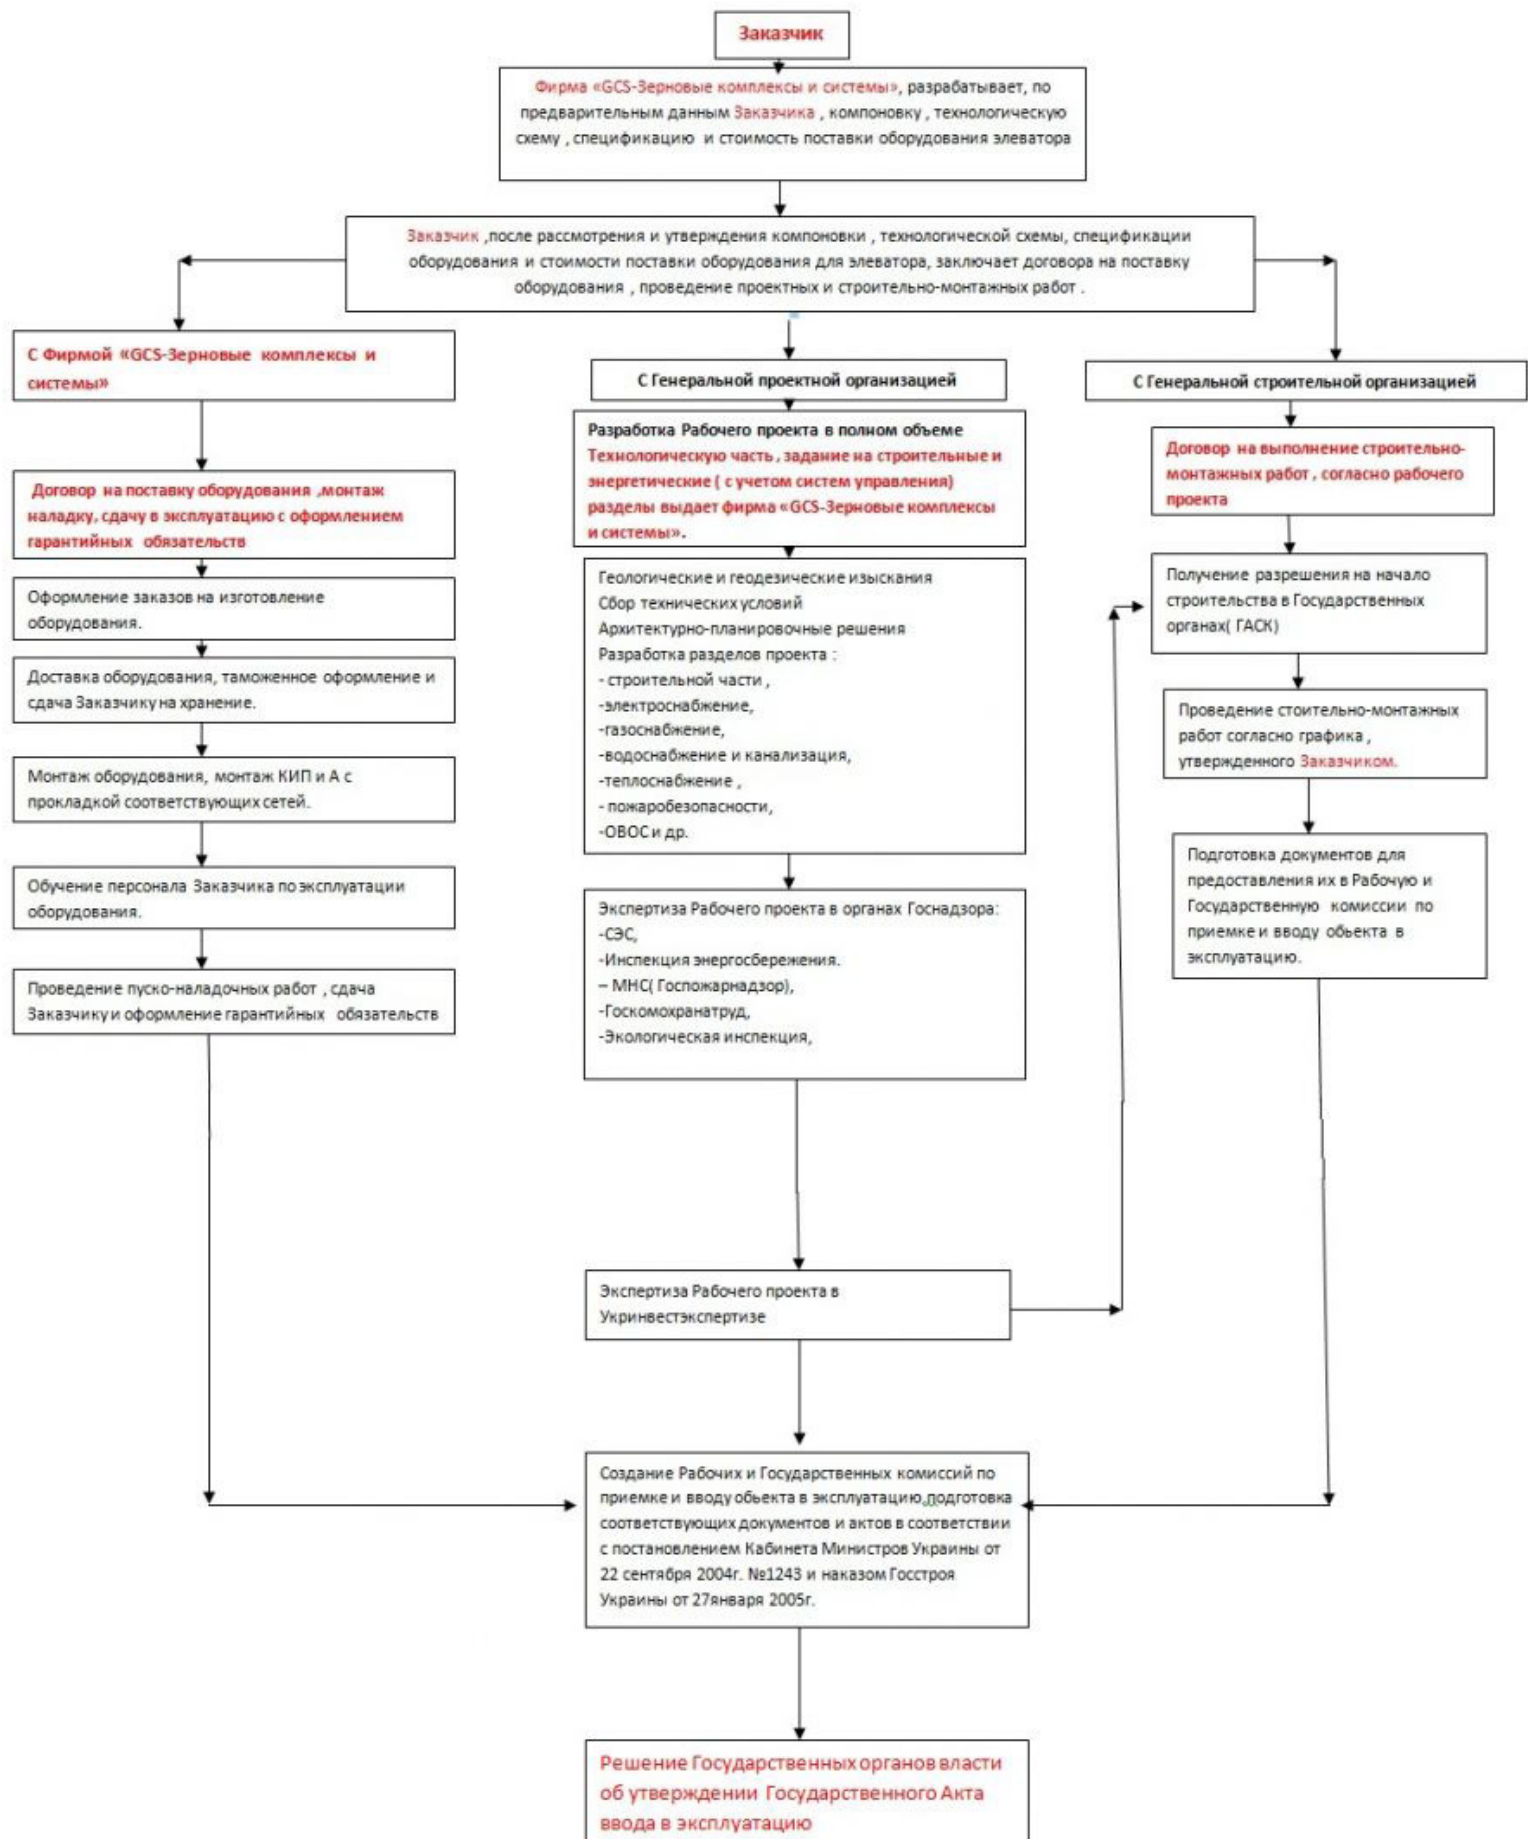 Заказчик
Фирма «GCS-Зерновые комплексы и системы», разрабатывает, по
предварительным данным Заказчика , компоновку , технологическую
схему , спецификацию и стоимость поставки оборудования элеватора
Заказчик ,после рассмотрения и утверждения компоновки , технологической схемы, спецификации
оборудования и стоимости поставки оборудования для элеватора, заключает договора на поставку
оборудования , проведение проектных и строительно-монтажных работ .
С Фирмой «GCS-Зерновые комплексы и
системы»
Договор на поставку оборудования ,монтаж
наладку, сдачу в эксплуатацию с оформлением
гарантийных обязательств
Оформление заказов на изготовление
оборудования.
Доставка оборудования, таможенное оформление и
сдача Заказчику на хранение.
Монтаж оборудования, монтаж КИП и А с
прокладкой соответствующих сетей.
Обучение персонала Заказчика по эксплуатации
оборудования.
Проведение пуско-наладочных работ , сдача
Заказчику и оформление гарантийных обязательств
С Генеральной проектной организацией
Разработка Рабочего проекта в полном объеме
Технологическую часть , задание на строительные и
энергетические ( с учетом систем управления)
разделы выдает фирма «GCS-Зерновые комплексы
и системы».
Геологические и геодезические изыскания
Сбор технических условий
Архитектурно-планировочные решения
Разработка разделов проекта :
- строительной части ,
-электроснабжение,
-газоснабжение,
-водоснабжение и канализация,
-теплоснабжение ,
- пожаробезопасности,
-ОВОС и др.
Экспертиза Рабочего проекта в органах Госнадзора:
-СЭС,
-Инспекция энергосбережения.
– МНС( Госпожарнадзор),
-Госкомохранатруд,
-Экологическая инспекция,
Экспертиза Рабочего проекта в
Укринвестэкспертизе
С Генеральной строительной организацией
Договор на выполнение строительно-
монтажных работ , согласно рабочего
проекта
Получение разрешения на начало
строительства в Государственных
органах( ГАСК)
Проведение стоительно-монтажных
работ согласно графика ,
утвержденного Заказчиком.
Подготовка документов для
предоставления их в Рабочую и
Государственную комиссии по
приемке и вводу обьекта в
эксплуатацию.
Создание Рабочих и Государственных комиссий по
приемке и вводу обьекта в эксплуатацию,подготовка
соответствующих документов и актов в соответствии
с постановлением Кабинета Министров Украины от
22 сентября 2004г. №1243 и наказом Госстроя
Украины от 27января 2005г.
Решение Государственных органов власти
об утверждении Государственного Акта
ввода в эксплуатацию